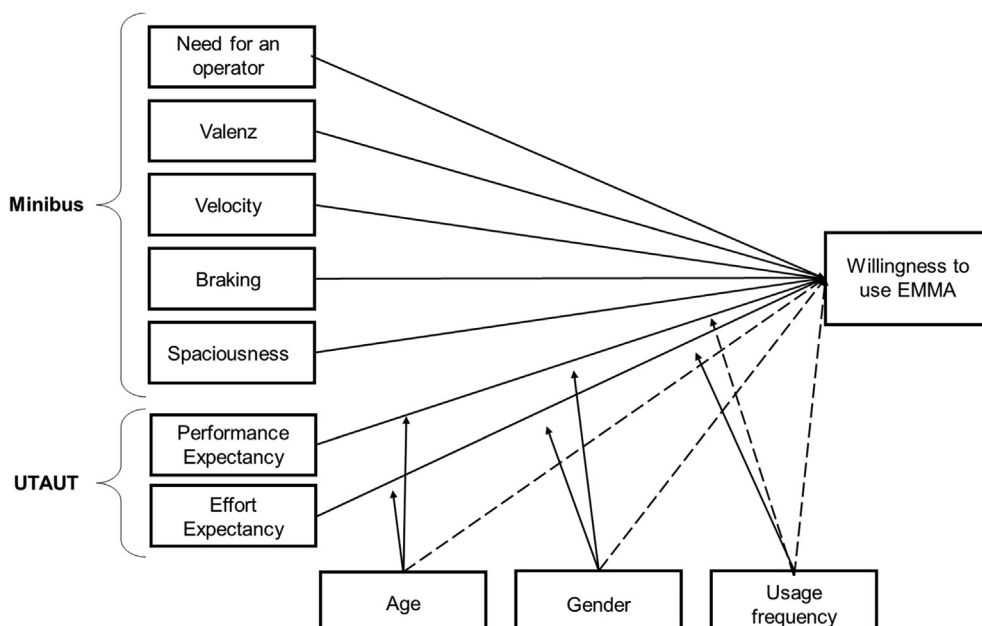 Need for an
operator
Valenz
Minibus
Velocity
Braking
Spaciousness
Willingness to
use EMMA
Performance
Expectancy
UTAUT
Effort
Expectancy
Age
Gender
Usage
frequency